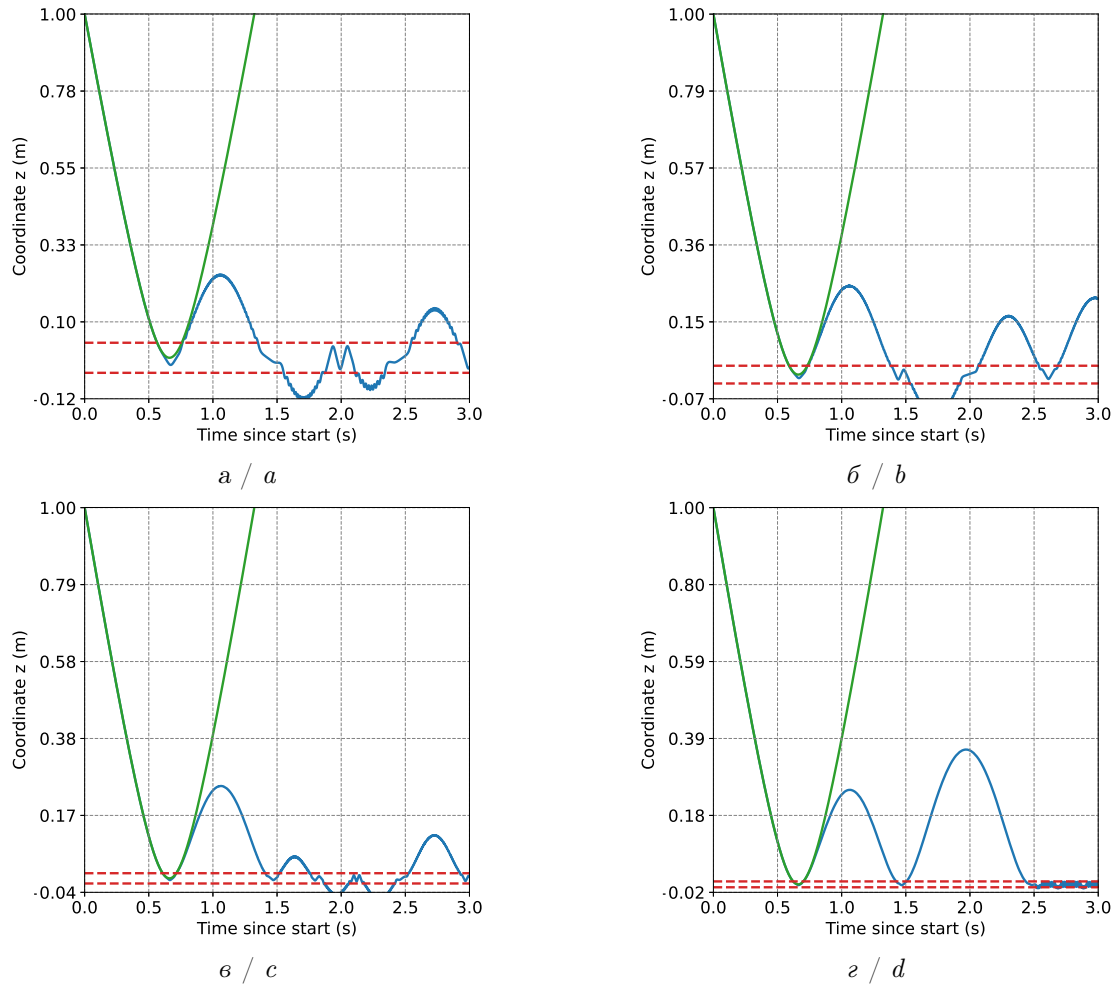 1.00
0.78
0.55
0.33
0.10
-0.12
Coordinate z (m)
0.0 0.5 1.0 1.5 2.0 2.5 3.0
Time since start (s)
а / a
1.00
0.79
0.57
0.36
0.15
-0.07
Coordinate z (m)
0.0 0.5 1.0 1.5 2.0 2.5 3.0
Time since start (s)
б / b
1.00
0.79
0.58
0.38
0.17
-0.04
Coordinate z (m)
0.0 0.5 1.0 1.5 2.0 2.5 3.0
Time since start (s)
в / c
1.00
0.80
0.59
0.39
0.18
-0.02
Coordinate z (m)
0.0 0.5 1.0 1.5 2.0 2.5 3.0
Time since start (s)
г / d